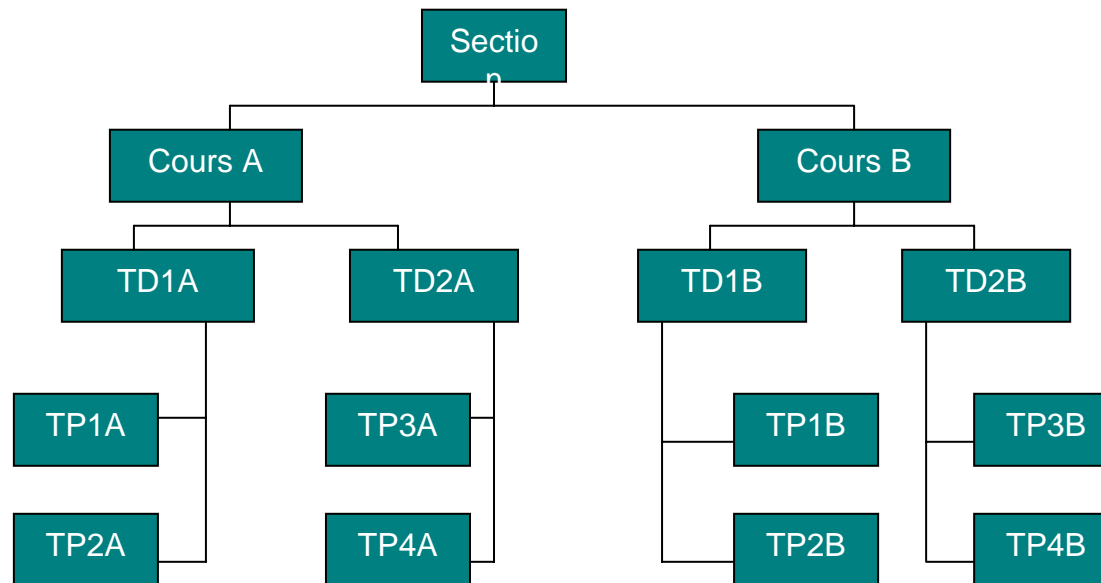 Sectio
n
Cours A
Cours B
TD1A
TD2A
TD1B
TD2B
TP1A
TP3A
TP1B
TP3B
TP2A
TP4A
TP2B
TP4B